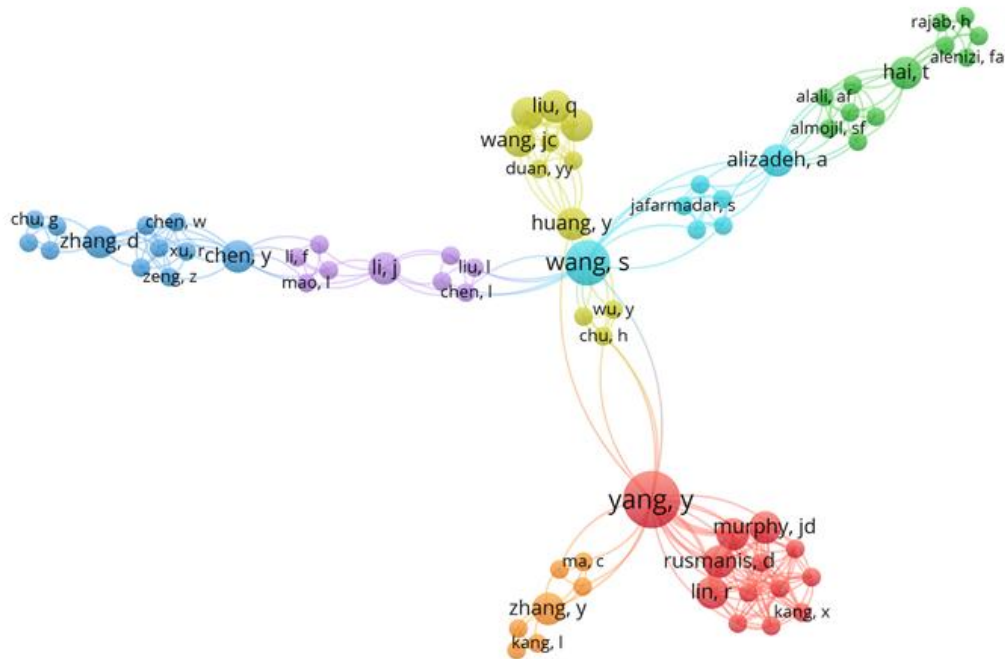 rajab, h
alenizi, fa
hai, t
alali, af
almojil, sf
alizadeh, a
jafarmadar, s
liu, q
wang, jc
duan, yy
huang, y
wang, s
wu, y
chu, h
chu, g
zhang, d
chen, w
xu, r
zeng, z
chen, y
li, f
mao, l
li, j
liu, l
chen, l
yang, y
murphy, jd
rusmanis, d
lin, r
kang, x
ma, c
zhang, y
kang, l